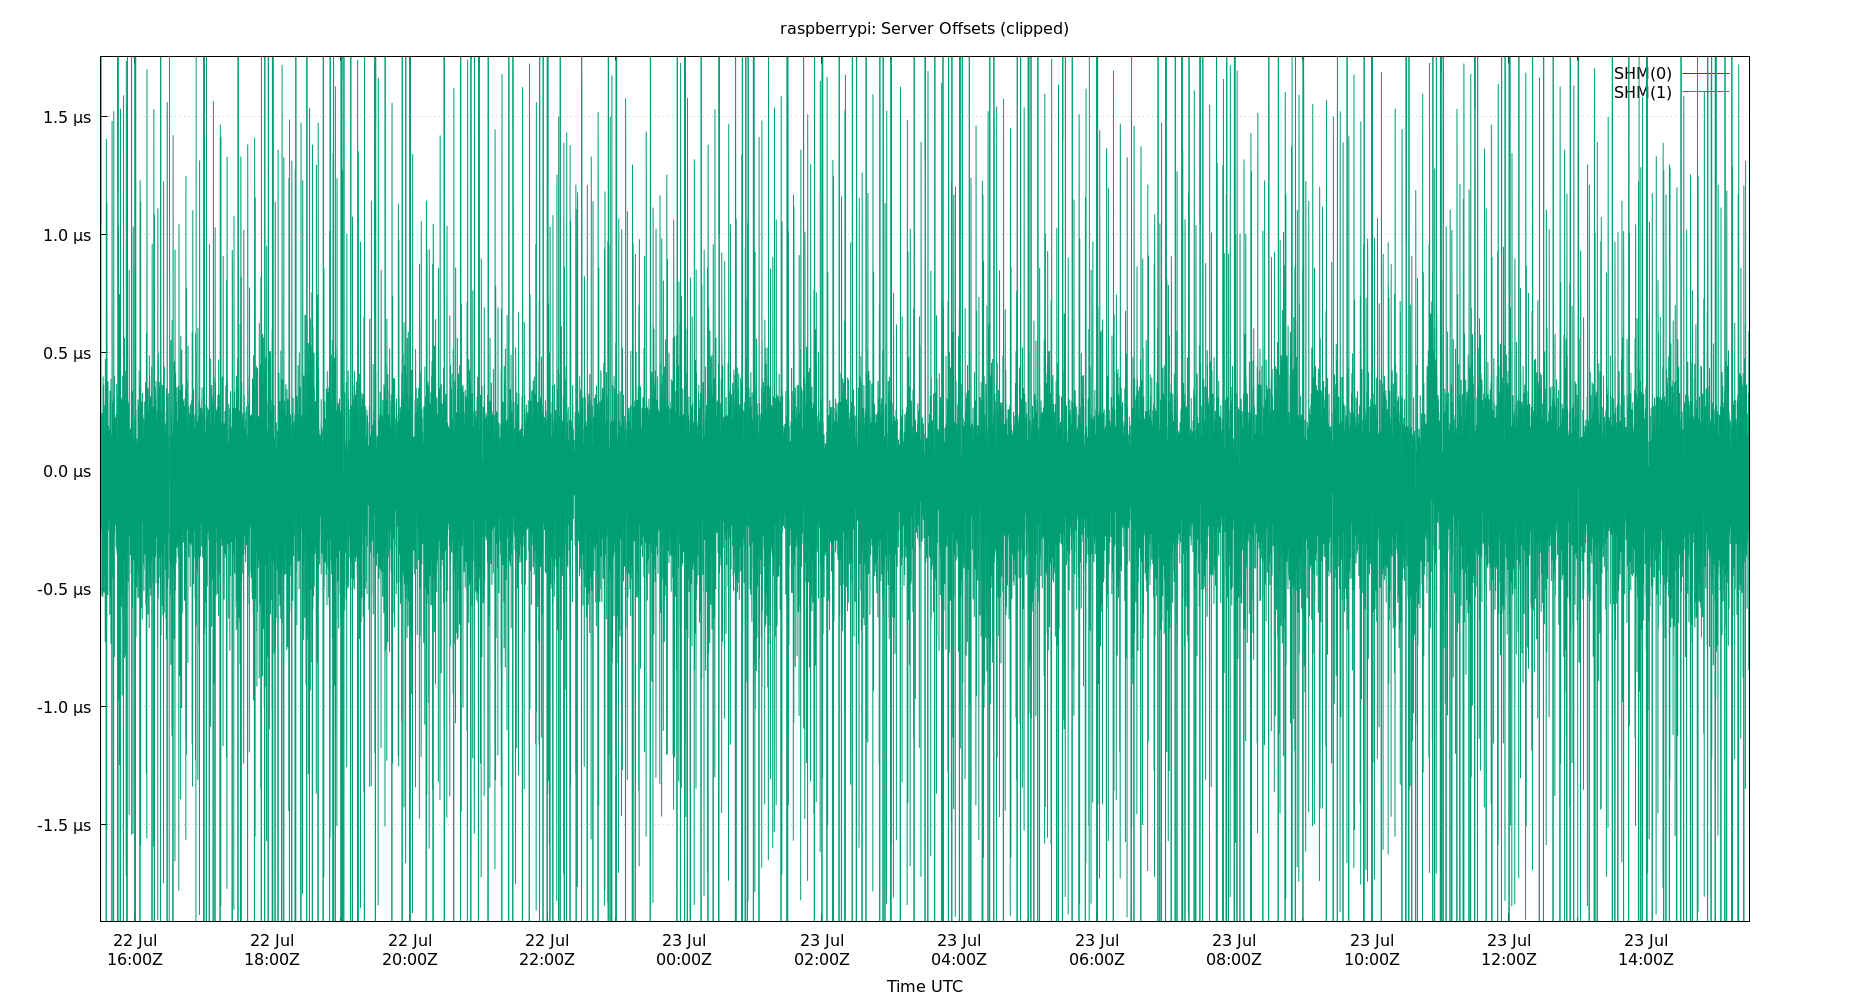 raspberrypi: Server Offsets (clipped)
SHM(0)
SHM(1)
1.5 µs
1.0 µs
0.5 µs
0.0 µs
-0.5 µs
-1.0 µs
-1.5 µs
22 Jul 22 Jul 22 Jul 22 Jul 23 Jul 23 Jul 23 Jul 23 Jul 23 Jul 23 Jul 23 Jul 23 Jul
16:00Z 18:00Z 20:00Z 22:00Z 00:00Z 02:00Z 04:00Z 06:00Z 08:00Z 10:00Z 12:00Z 14:00Z
Time UTC